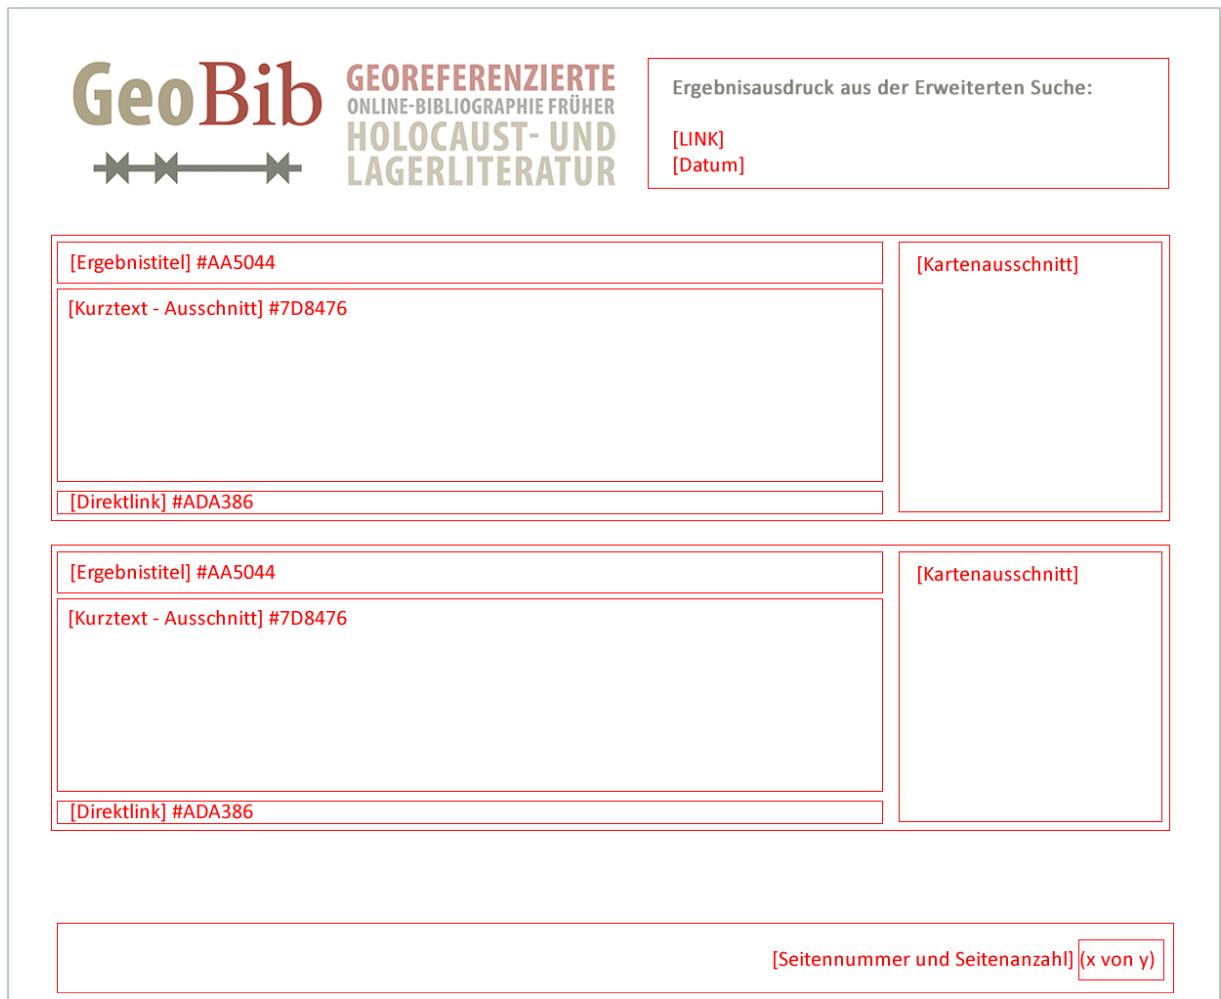 GeoBib
GEOREFERENZIERTE
ONLINE-BIBLIOGRAPHIE FRÜHER
HOLOCAUST- UND
LAGERLITERATUR
Ergebnisausdruck aus der Erweiterten Suche:
[LINK]
[Datum]
[Ergebnistitel] #AA5044
[Kartenausschnitt]
[Kurztext - Ausschnitt] #7D8476
[Direktlink] #ADA386
[Ergebnistitel] #AA5044
[Kartenausschnitt]
[Kurztext - Ausschnitt] #7D8476
[Direktlink] #ADA386
[Seitennummer und Seitenanzahl] (x von y)